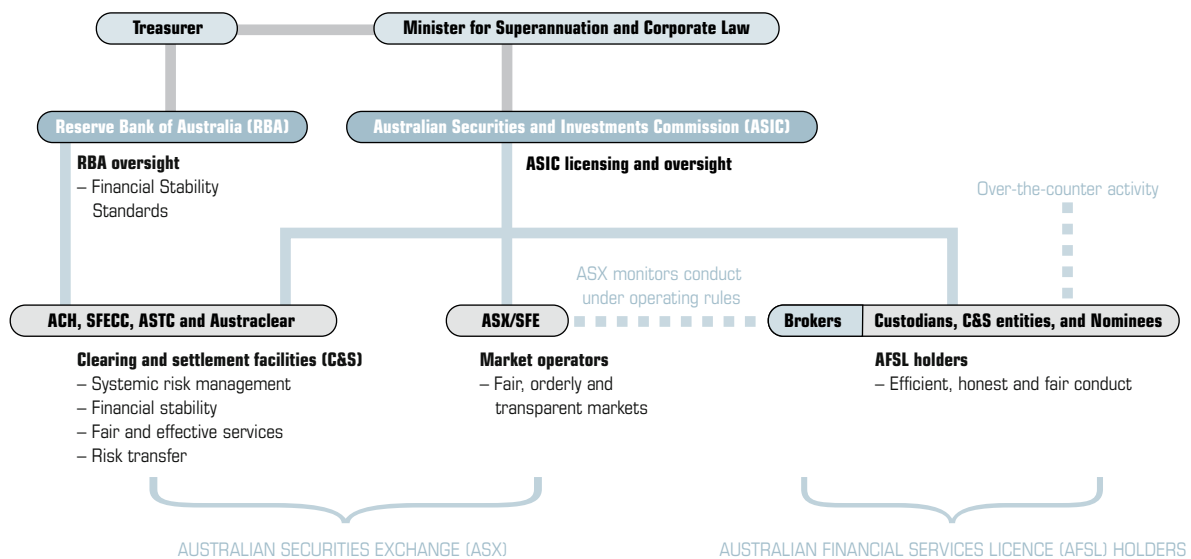 Treasurer
Minister for Superannuation and Corporate Law
Reserve Bank of Australia (RBA)
Australian Securities and Investments Commission (ASIC)
RBA oversight
– Financial Stability
Standards
ASIC licensing and oversight
Over-the-counter activity
ASX monitors conduct
under operating rules
ACH, SFECC, ASTC and Austraclear
ASX/SFE
Brokers
Custodians, C&S entities, and Nominees
Clearing and settlement facilities (C&S)
– Systemic risk management
– Financial stability
– Fair and effective services
– Risk transfer
Market operators
– Fair, orderly and
transparent markets
AFSL holders
– Efficient, honest and fair conduct
AUSTRALIAN SECURITIES EXCHANGE (ASX)
AUSTRALIAN FINANCIAL SERVICES LICENCE (AFSL) HOLDERS